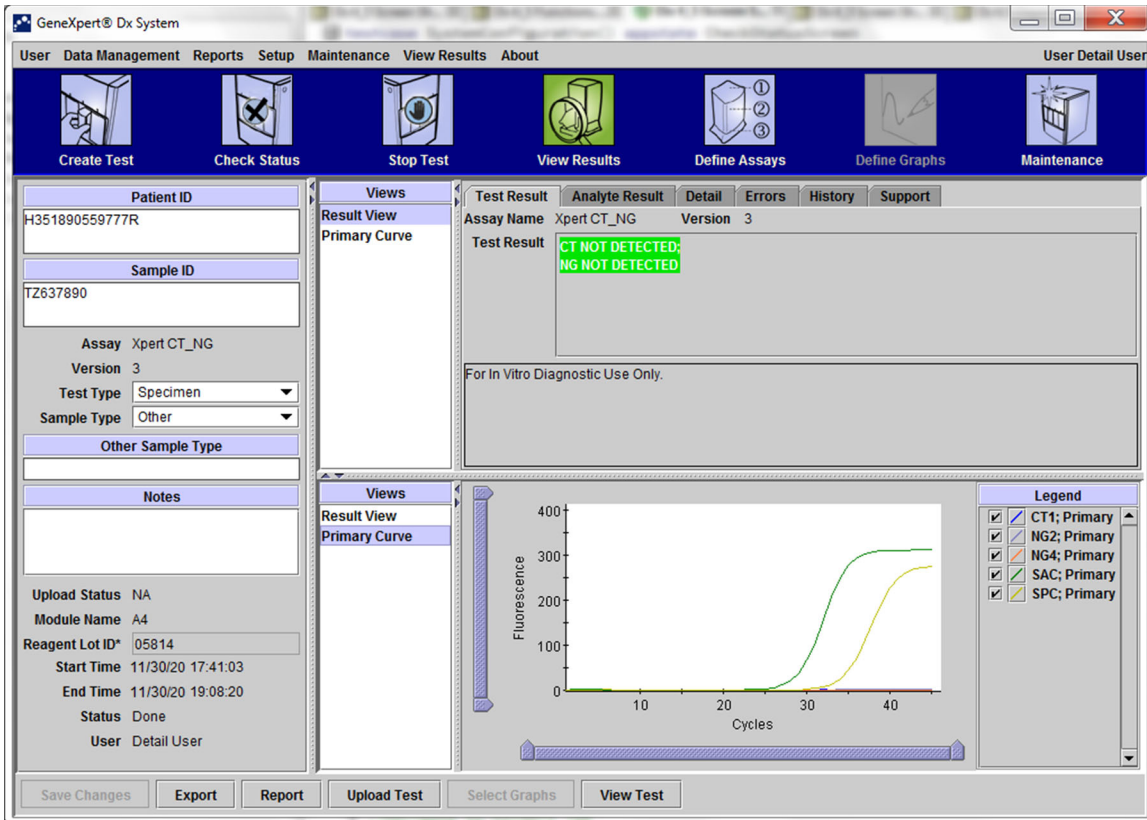 GeneXpert® Dx System
User Data Management Reports Setup Maintenance View Results About User Detail User
Create Test Check Status Stop Test View Results Define Assays Define Graphs Maintenance
Patient ID
H351890559777R
Sample ID
TZ637890
Assay Xpert CT_NG
Version 3
Test Type Specimen
Sample Type Other
Other Sample Type
Notes
Upload Status NA
Module Name A4
Reagent Lot ID* 05814
Start Time 11/30/20 17:41:03
End Time 11/30/20 19:08:20
Status Done
User Detail User
Views
Result View
Primary Curve
Test Result Analyte Result Detail Errors History Support
Assay Name Xpert CT_NG Version 3
Test Result CT NOT DETECTED;
NG NOT DETECTED
For In Vitro Diagnostic Use Only.
Views
Result View
Primary Curve
400
300
200
100
0
Fluorescence
10 20 30 40
Cycles
Legend
CT1; Primary
NG2; Primary
NG4; Primary
SAC; Primary
SPC; Primary
Save Changes Export Report Upload Test Select Graphs View Test